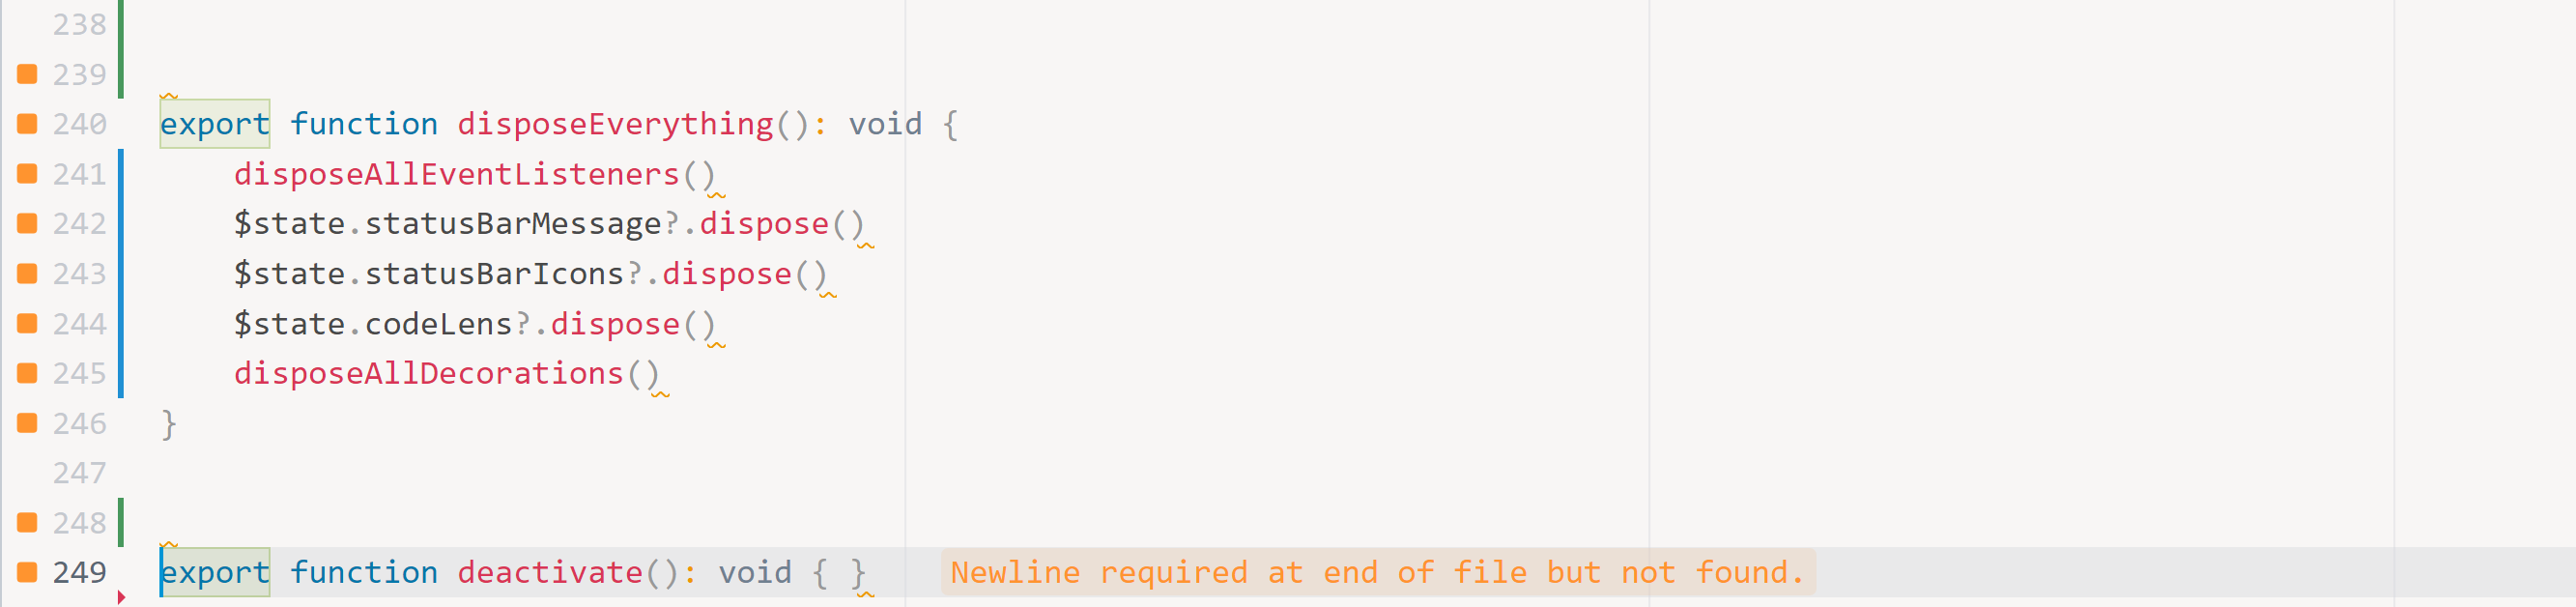 238
239
240 export function disposeEverything(): void {
241 disposeAllEventListeners()
242 $state.statusBarMessage?.dispose()
243 $state.statusBarIcons?.dispose()
244 $state.codeLens?.dispose()
245 disposeAllDecorations()
246 }
247
248
249 export function deactivate(): void { } Newline required at end of file but not found.